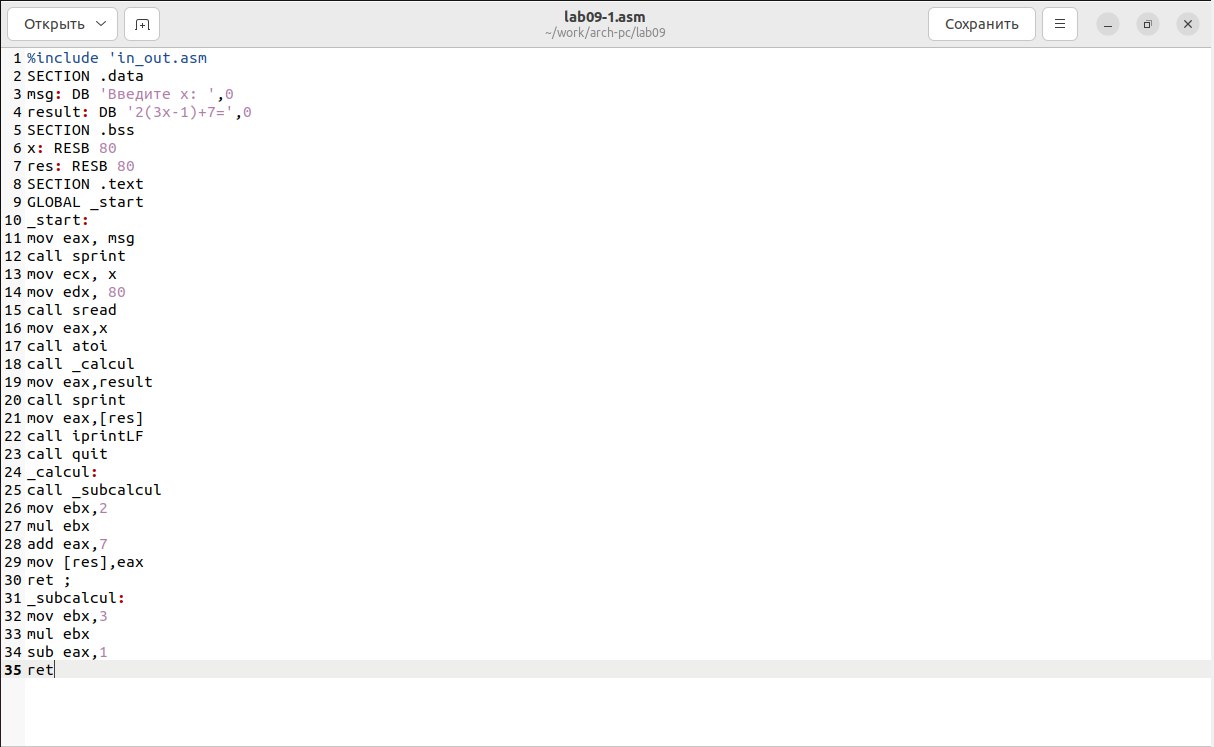 Открыть
lab09-1.asm
~/work/arch-pc/lab09
Сохранить
1 %include 'in_out.asm
2 SECTION .data
3 msg: DB 'Введите x: ',0
4 result: DB '2(3x-1)+7=',0
5 SECTION .bss
6 x: RESB 80
7 res: RESB 80
8 SECTION .text
9 GLOBAL _start
10 _start:
11 mov eax, msg
12 call sprint
13 mov ecx, x
14 mov edx, 80
15 call sread
16 mov eax,x
17 call atoi
18 call _calcul
19 mov eax,result
20 call sprint
21 mov eax,[res]
22 call iprintLF
23 call quit
24 _calcul:
25 call _subcalcul
26 mov ebx,2
27 mul ebx
28 add eax,7
29 mov [res],eax
30 ret ;
31 _subcalcul:
32 mov ebx,3
33 mul ebx
34 sub eax,1
35 ret